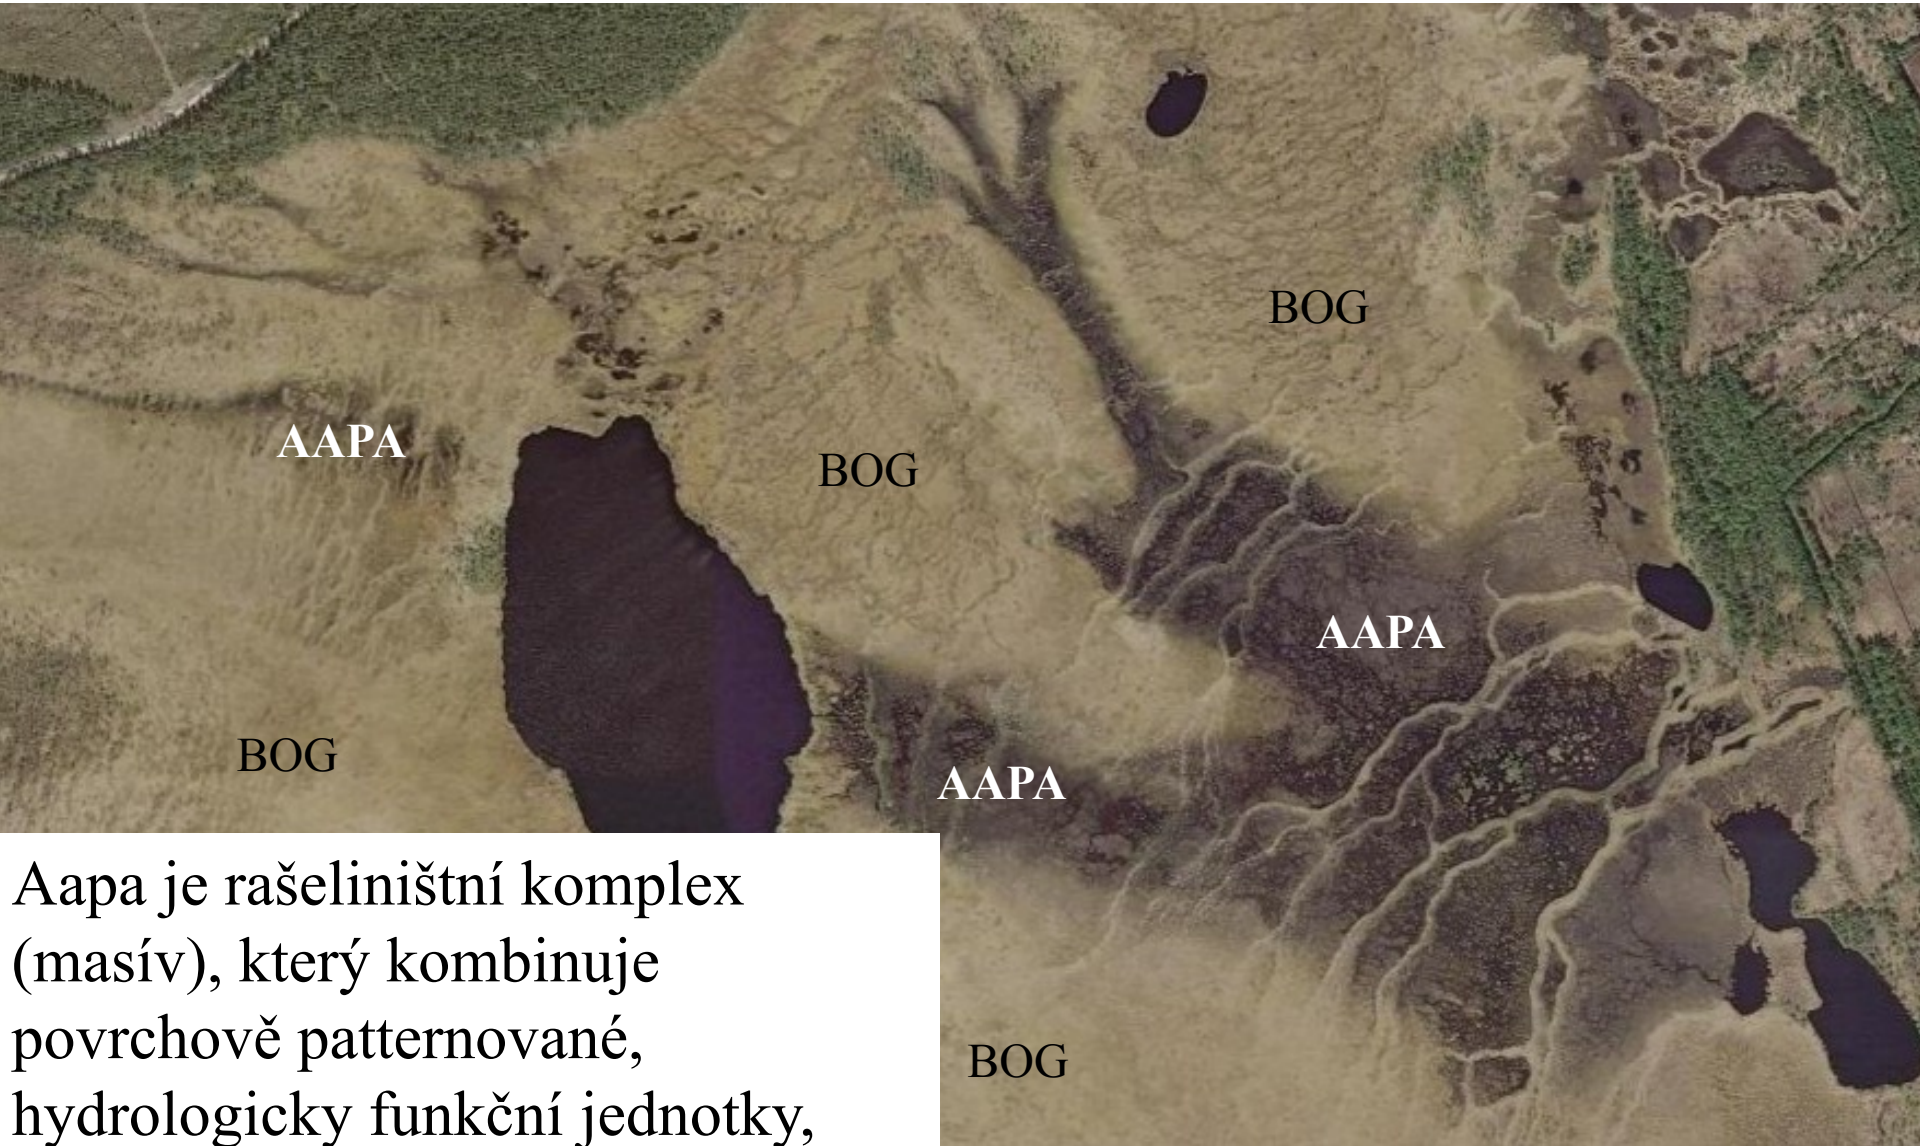 BOG
AAPA
BOG
AAPA
BOG
AAPA
BOG
Aapa je rašeliništní komplex
(masív), který kombinuje
povrchově patternované,
hydrologicky funkční jednotky,